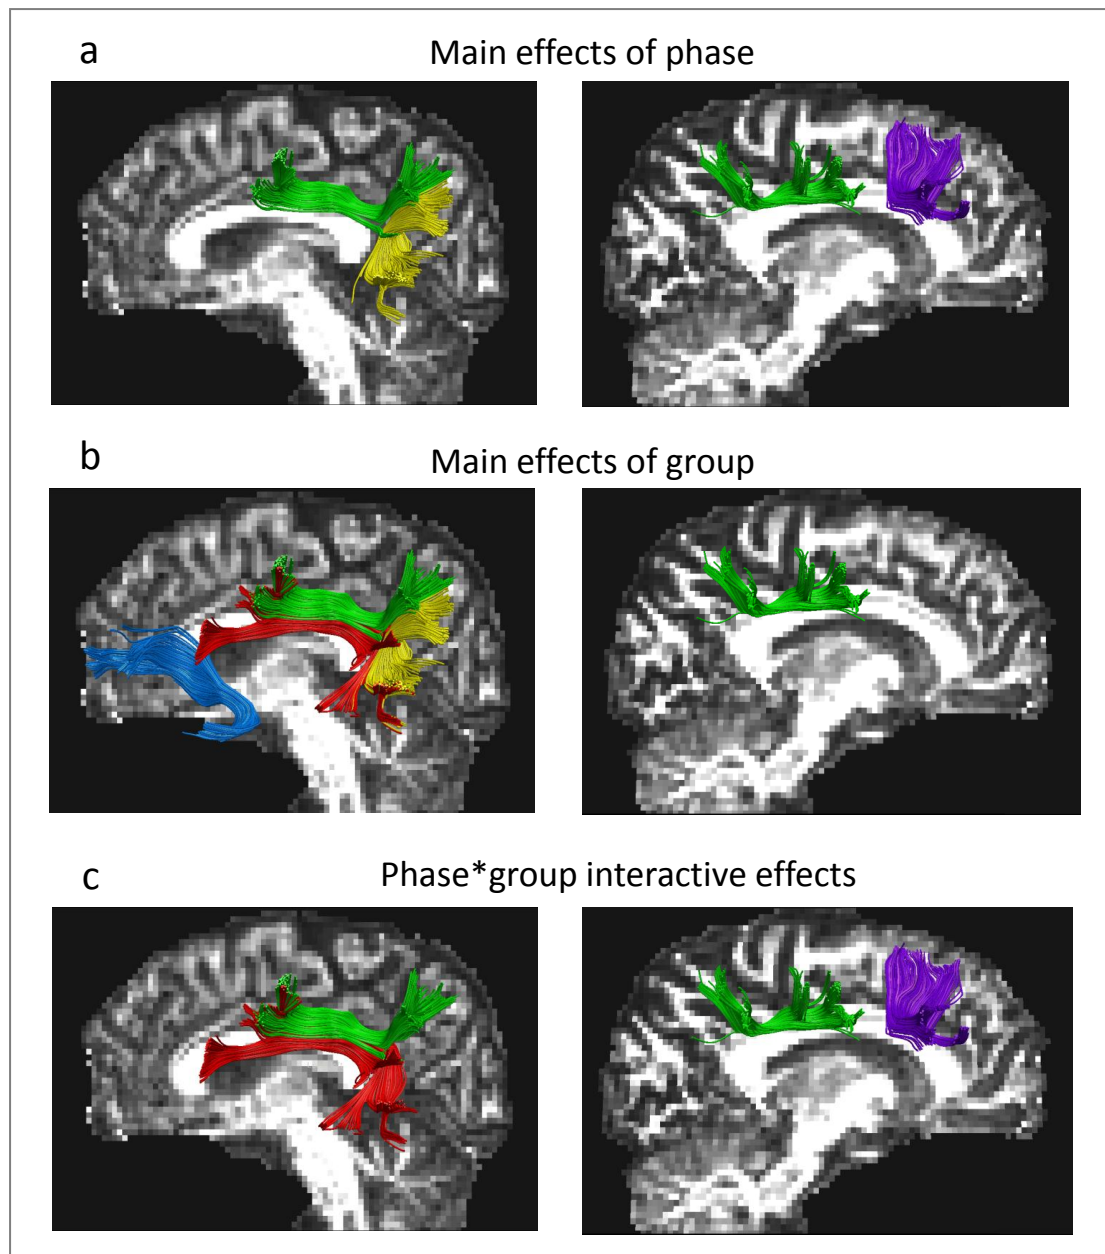 a
Main effects of phase
b
Main effects of group
c
Phase*group interactive effects